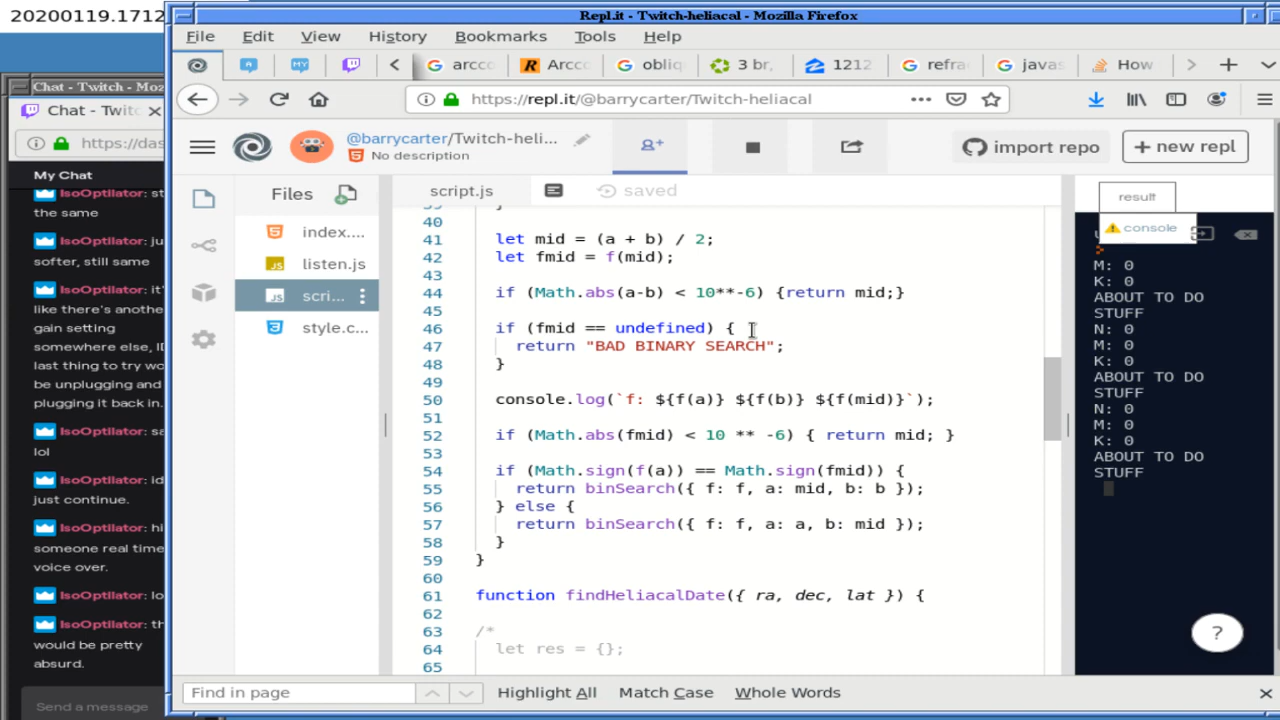 20200119.1712
Repl.it - Twitch-heliacal - Mozilla Firefox
File Edit View History Bookmarks Tools Help
arcco
Arcc
obliq
3 br,
1212
refra
javas
How
https://repl.it/@barrycarter/Twitch-heliacal
@barrycarter/Twitch-heli...
No description
import repo
+ new repl
Files
script.js
saved
index....
listen.js
scri...
style.c...
40
41 let mid = (a + b) / 2;
42 let fmid = f(mid);
43
44 if (Math.abs(a-b) < 10**-6) {return mid;}
45
46 if (fmid == undefined) {
47 return "BAD BINARY SEARCH";
48 }
49
50 console.log(`f: ${f(a)} ${f(b)} ${f(mid)}`);
51
52 if (Math.abs(fmid) < 10 ** -6) { return mid; }
53
54 if (Math.sign(f(a)) == Math.sign(fmid)) {
55 return binSearch({ f: f, a: mid, b: b });
56 } else {
57 return binSearch({ f: f, a: a, b: mid });
58 }
59 }
60
61 function findHeliacalDate({ ra, dec, lat }) {
62
63 /*
64 let res = {};
65
result
console
M: 0
K: 0
ABOUT TO DO
STUFF
N: 0
M: 0
K: 0
ABOUT TO DO
STUFF
N: 0
M: 0
K: 0
ABOUT TO DO
STUFF
?
Find in page
Highlight All
Match Case
Whole Words
Chat - Twitch - Moz
Chat - Twitc
https://das
My Chat
IsoOptilator: st
the same
IsoOptilator: ju
softer, still same
IsoOptilator: it'
like there's anothe
gain setting
somewhere else, ID
last thing to try wo
be unplugging and
plugging it back in.
IsoOptilator: sa
lol
IsoOptilator: id
just continue.
IsoOptilator: hi
someone real time
voice over.
IsoOptilator: lo
IsoOptilator: th
would be pretty
absurd.
Send a message